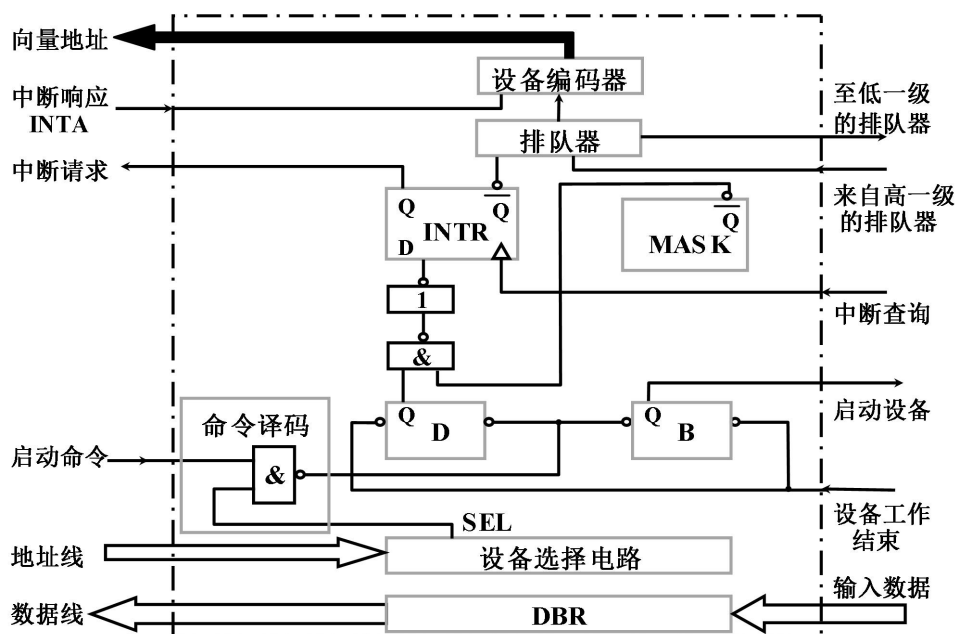 向量地址
设备编码器
中断响应
INTA
至低一级
的排队器
排队器
中断请求
来自高一级
的排队器
Q
Q
INTR
D
Q
MAS K
中断查询
1
&
启动设备
Q
D
Q
B
命令译码
启动命令
&
设备工作
结束
SEL
地址线
设备选择电路
输入数据
数据线
DBR